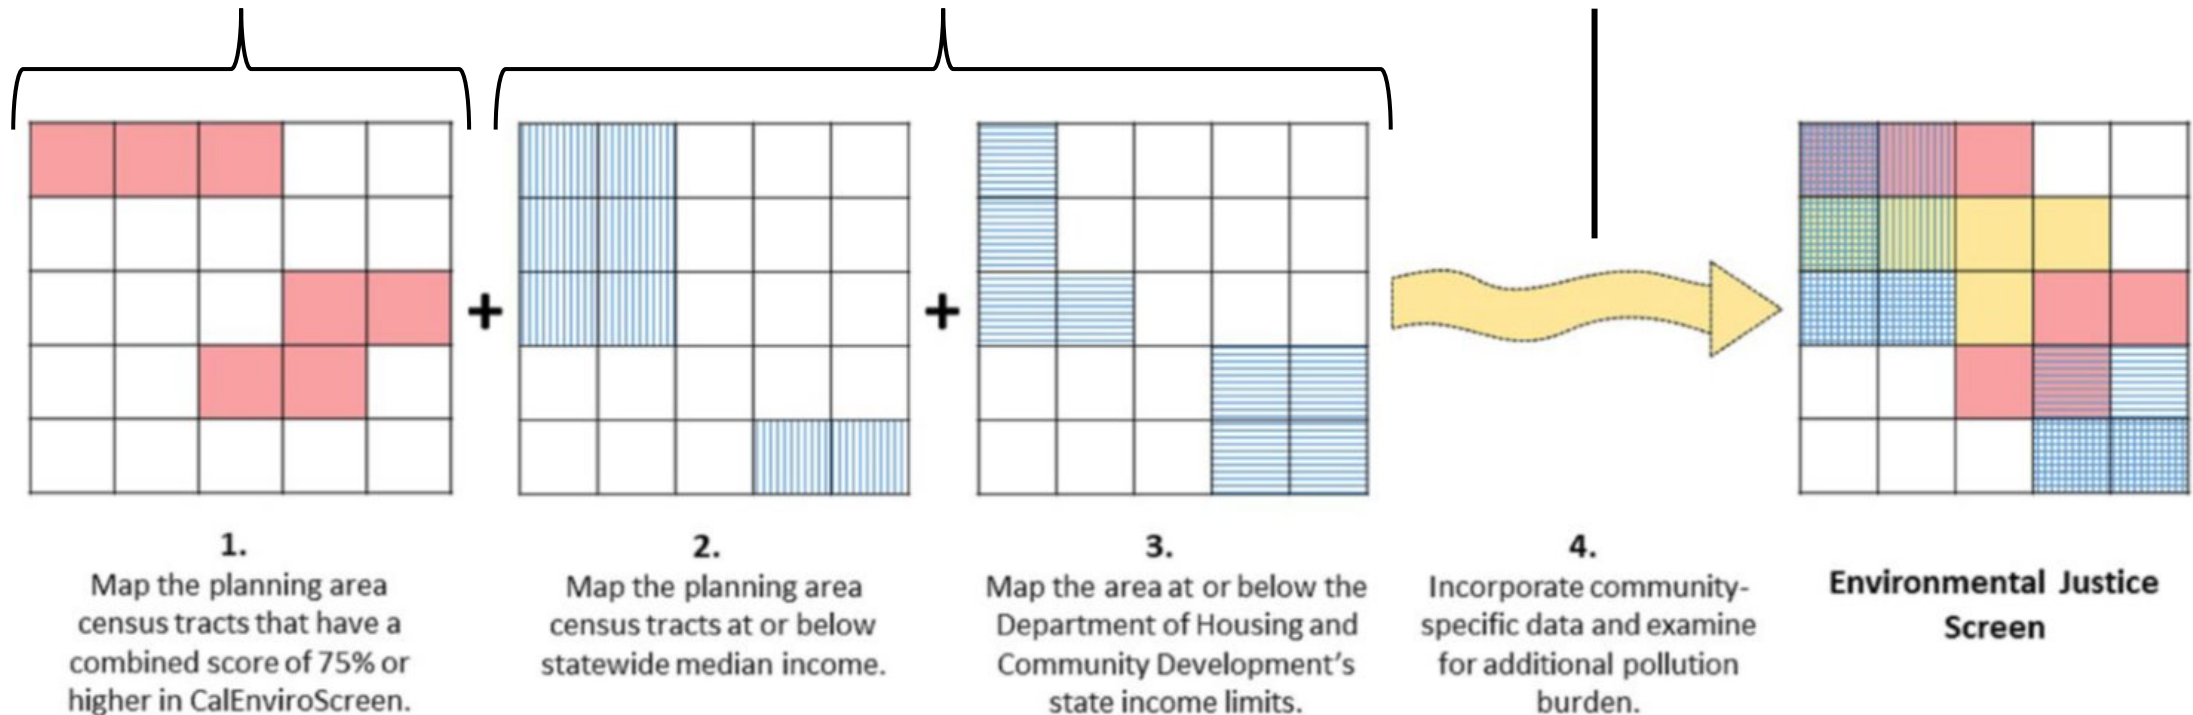 1.
Map the planning area
census tracts that have a
combined score of 75% or
higher in CalEnviroScreen.
2.
Map the planning area
census tracts at or below
statewide median income.
3.
Map the area at or below the
Department of Housing and
Community Development's
state income limits.
4.
Incorporate community-
specific data and examine
for additional pollution
burden.
Environmental Justice
Screen